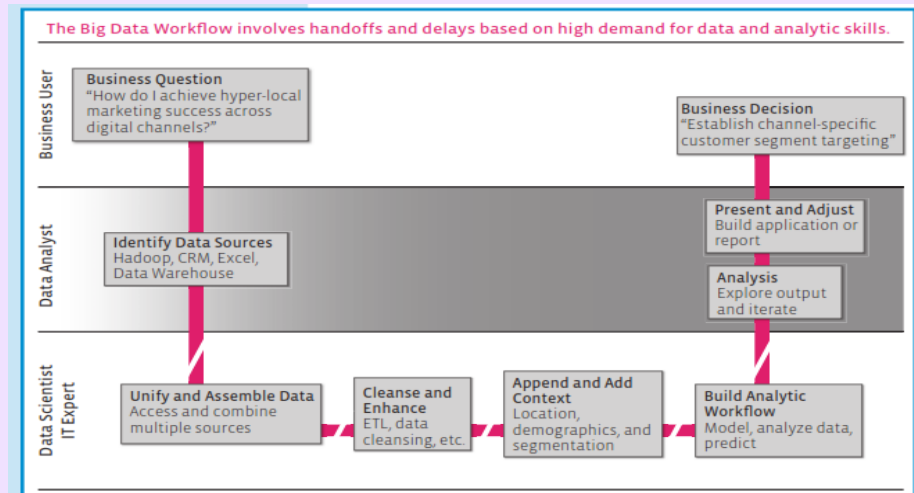 The Big Data Workflow involves handoffs and delays based on high demand for data and analytic skills.
Business User
Business Question
“How do I achieve hyper-local
marketing success across
digital channels?”
Business Decision
“Establish channel-specific
customer segment targeting”
Data Analyst
Identify Data Sources
Hadoop, CRM, Excel,
Data Warehouse
Present and Adjust
Build application or
report
Analysis
Explore output
and iterate
Data Scientist
IT Expert
Unify and Assemble Data
Access and combine
multiple sources
Cleanse and
Enhance
ETL, data
cleansing, etc.
Append and Add
Context
Location,
demographics, and
segmentation
Build Analytic
Workflow
Model, analyze data,
predict